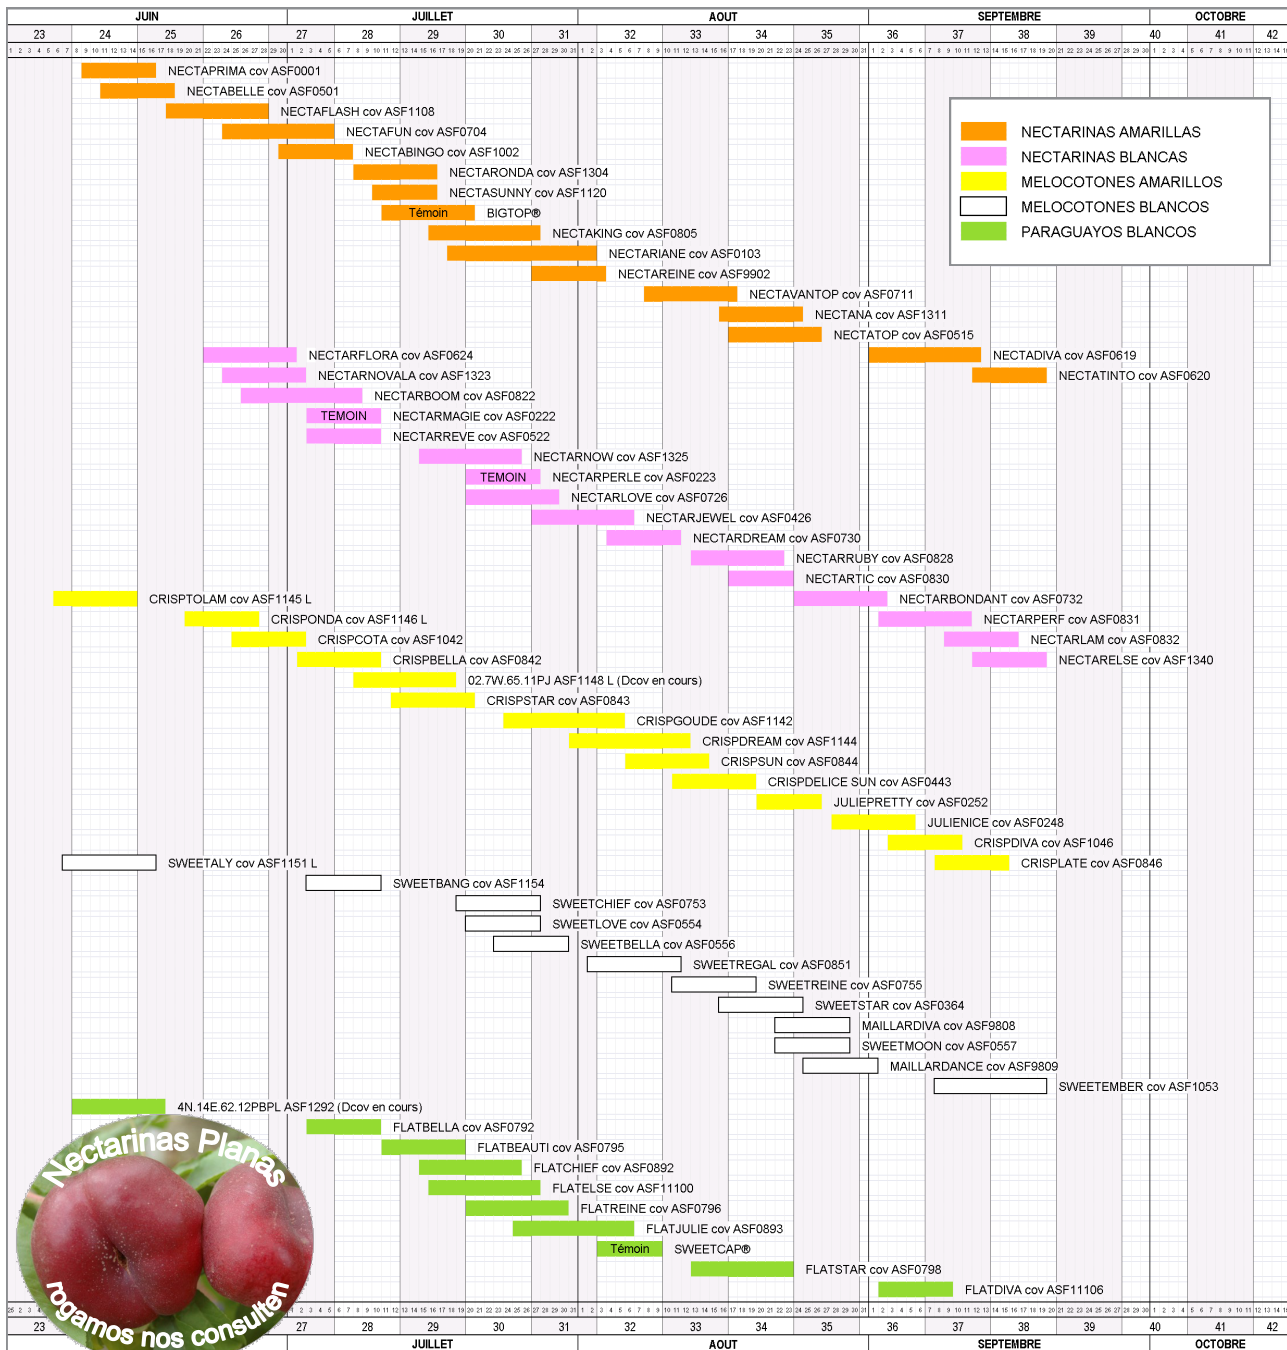 JUIN JUILLET AOUT SEPTEMBRE OCTOBRE
23 24 25 26 27 28 29 30 31 32 33 34 35 36 37 38 39 40 41 42
NECTAPRIMA cov ASF0001
NECTABELLE cov ASF0501
NECTAFLASH cov ASF1108
NECTAFUN cov ASF0704
NECTABINGO cov ASF1002
NECTARONDA cov ASF1304
NECTASUNNY cov ASF1120
Témoin BIGTOP®
NECTAKING cov ASF0805
NECTARIANE cov ASF0103
NECTAREINE cov ASF9902
NECTAVANTOP cov ASF0711
NECTANA cov ASF1311
NECTATOP cov ASF0515
NECTADIVA cov ASF0619
NECTATINTO cov ASF0620
NECTARINAS AMARILLAS
NECTARINAS BLANCAS
MELOCOTONES AMARILLOS
MELOCOTONES BLANCOS
PARAGUAYOS BLANCOS
NECTARFLORA cov ASF0624
NECTARNOVALA cov ASF1323
NECTARBOOM cov ASF0822
TEMOIN NECTARMAGIE cov ASF0222
NECTARREVE cov ASF0522
NECTARNOW cov ASF1325
TEMOIN NECTARPERLE cov ASF0223
NECTARLOVE cov ASF0726
NECTARJEWEL cov ASF0426
NECTARDREAM cov ASF0730
NECTARRUBY cov ASF0828
NECTARTIC cov ASF0830
NECTARBONDANT cov ASF0732
NECTARPERF cov ASF0831
NECTARLAM cov ASF0832
NECTARELSE cov ASF1340
CRISPTOLAM cov ASF1145 L
CRISPONDA cov ASF1146 L
CRISPCOTA cov ASF1042
CRISPBELLA cov ASF0842
02.7W.65.11PJ ASF1148 L (Dcov en cours)
CRISPSTAR cov ASF0843
CRISPGOUDE cov ASF1142
CRISPDREAM cov ASF1144
CRISPSUN cov ASF0844
CRISPDELICE SUN cov ASF0443
JULIEPRETTY cov ASF0252
JULIENICE cov ASF0248
CRISPDIVA cov ASF1046
CRISPLATE cov ASF0846
SWEETALY cov ASF1151 L
SWEETBANG cov ASF1154
SWEETCHIEF cov ASF0753
SWEETLOVE cov ASF0554
SWEETBELLA cov ASF0556
SWEETREGAL cov ASF0851
SWEETREINE cov ASF0755
SWEETSTAR cov ASF0364
MAILLARDIVA cov ASF9808
SWEETMOON cov ASF0557
MAILLARDANCE cov ASF9809
SWEETEMBER cov ASF1053
4N.14E.62.12PBPL ASF1292 (Dcov en cours)
FLATBELLA cov ASF0792
FLATBEAUTI cov ASF0795
FLATCHIEF cov ASF0892
FLATELSE cov ASF11100
FLATREINE cov ASF0796
FLATJULIE cov ASF0893
Témoin SWEETCAP®
FLATSTAR cov ASF0798
FLATDIVA cov ASF11106
Nectarinas Planas
rogamos nos consulten
23 27 28 29 30 31 32 33 34 35 36 37 38 39 40 41 42
JUILLET AOUT SEPTEMBRE OCTOBRE